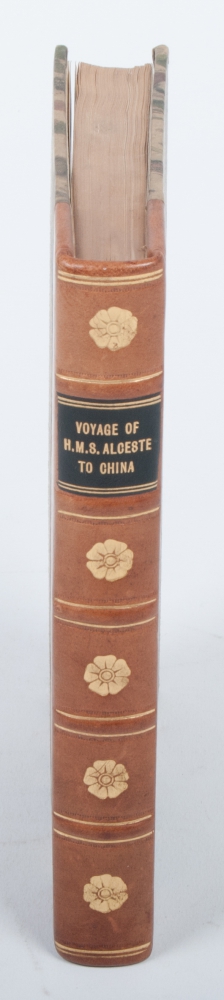 VOYAGE OF
H.M.S. ALCESTE
TO CHINA